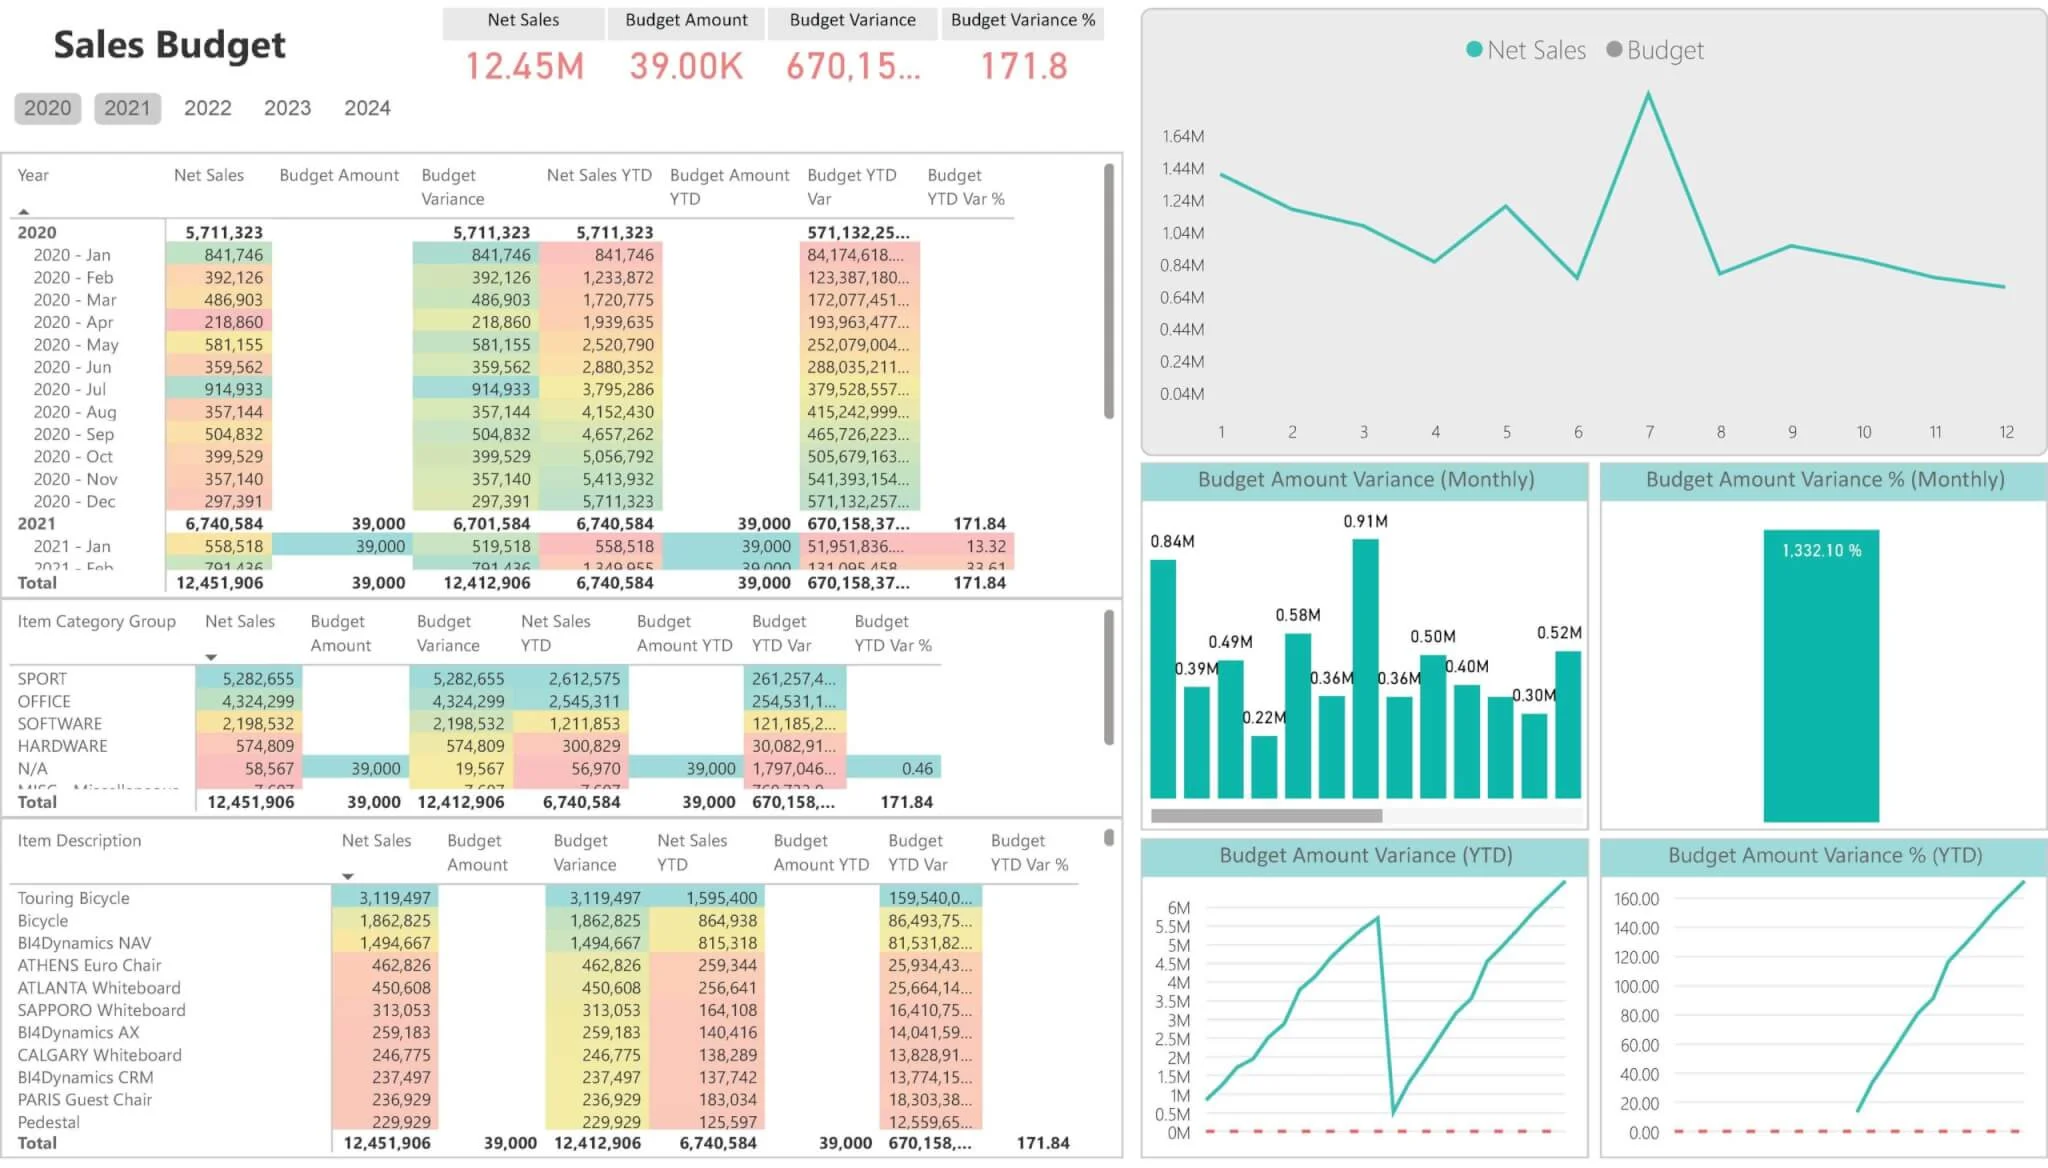 Sales Budget
2020 2021 2022 2023 2024
Net Sales Budget Amount Budget Variance Budget Variance %
12.45M 39.00K 670,15... 171.8
Year Net Sales Budget Amount Budget Variance Net Sales YTD Budget Amount YTD Budget YTD Var Budget YTD Var %
2020 5,711,323 5,711,323 5,711,323 571,132,25...
2020 - Jan 841,746 841,746 841,746 84,174,618....
2020 - Feb 392,126 392,126 1,233,872 123,387,180...
2020 - Mar 486,903 486,903 1,720,775 172,077,451...
2020 - Apr 218,860 218,860 1,939,635 193,963,477...
2020 - May 581,155 581,155 2,520,790 252,079,004...
2020 - Jun 359,562 359,562 2,880,352 288,035,211...
2020 - Jul 914,933 914,933 3,795,286 379,528,557...
2020 - Aug 357,144 357,144 4,152,430 415,242,999...
2020 - Sep 504,832 504,832 4,657,262 465,726,223...
2020 - Oct 399,529 399,529 5,056,792 505,679,163...
2020 - Nov 357,140 357,140 5,413,932 541,393,154...
2020 - Dec 297,391 297,391 5,711,323 571,132,257...
2021 6,740,584 39,000 6,701,584 6,740,584 39,000 670,158,37... 171.84
2021 - Jan 558,518 39,000 519,518 558,518 39,000 51,951,836.... 13.32
2021 - Feb 791,436 791,436 1,349,955 39,000 131,095,458 33.61
Total 12,451,906 39,000 12,412,906 6,740,584 39,000 670,158,37... 171.84
Item Category Group Net Sales Budget Amount Budget Variance Net Sales YTD Budget Amount YTD Budget YTD Var Budget YTD Var %
SPORT 5,282,655 5,282,655 2,612,575 261,257,4...
OFFICE 4,324,299 4,324,299 2,545,311 254,531,1...
SOFTWARE 2,198,532 2,198,532 1,211,853 121,185,2...
HARDWARE 574,809 574,809 300,829 30,082,91...
N/A 58,567 39,000 19,567 56,970 39,000 1,797,046... 0.46
MISC - Miscellaneous
Total 12,451,906 39,000 12,412,906 6,740,584 39,000 670,158,... 171.84
Item Description Net Sales Budget Amount Budget Variance Net Sales YTD Budget Amount YTD Budget YTD Var Budget YTD Var %
Touring Bicycle 3,119,497 3,119,497 1,595,400 159,540,0...
Bicycle 1,862,825 1,862,825 864,938 86,493,75...
BI4Dynamics NAV 1,494,667 1,494,667 815,318 81,531,82...
ATHENS Euro Chair 462,826 462,826 259,344 25,934,43...
ATLANTA Whiteboard 450,608 450,608 256,641 25,664,14...
SAPPORO Whiteboard 313,053 313,053 164,108 16,410,75...
BI4Dynamics AX 259,183 259,183 140,416 14,041,59...
CALGARY Whiteboard 246,775 246,775 138,289 13,828,91...
BI4Dynamics CRM 237,497 237,497 137,742 13,774,15...
PARIS Guest Chair 236,929 236,929 183,034 18,303,38...
Pedestal 229,929 229,929 125,597 12,559,65...
Total 12,451,906 39,000 12,412,906 6,740,584 39,000 670,158,... 171.84
Net Sales Budget
1.64M
1.44M
1.24M
1.04M
0.84M
0.64M
0.44M
0.24M
0.04M
1 2 3 4 5 6 7 8 9 10 11 12
Budget Amount Variance (Monthly)
0.84M 0.39M 0.49M 0.22M 0.58M 0.36M 0.91M 0.36M 0.50M 0.40M 0.30M 0.52M
Budget Amount Variance % (Monthly)
1,332.10 %
Budget Amount Variance (YTD)
6M
5.5M
5M
4.5M
4M
3.5M
3M
2.5M
2M
1.5M
1M
0.5M
0M
Budget Amount Variance % (YTD)
160.00
140.00
120.00
100.00
80.00
60.00
40.00
20.00
0.00